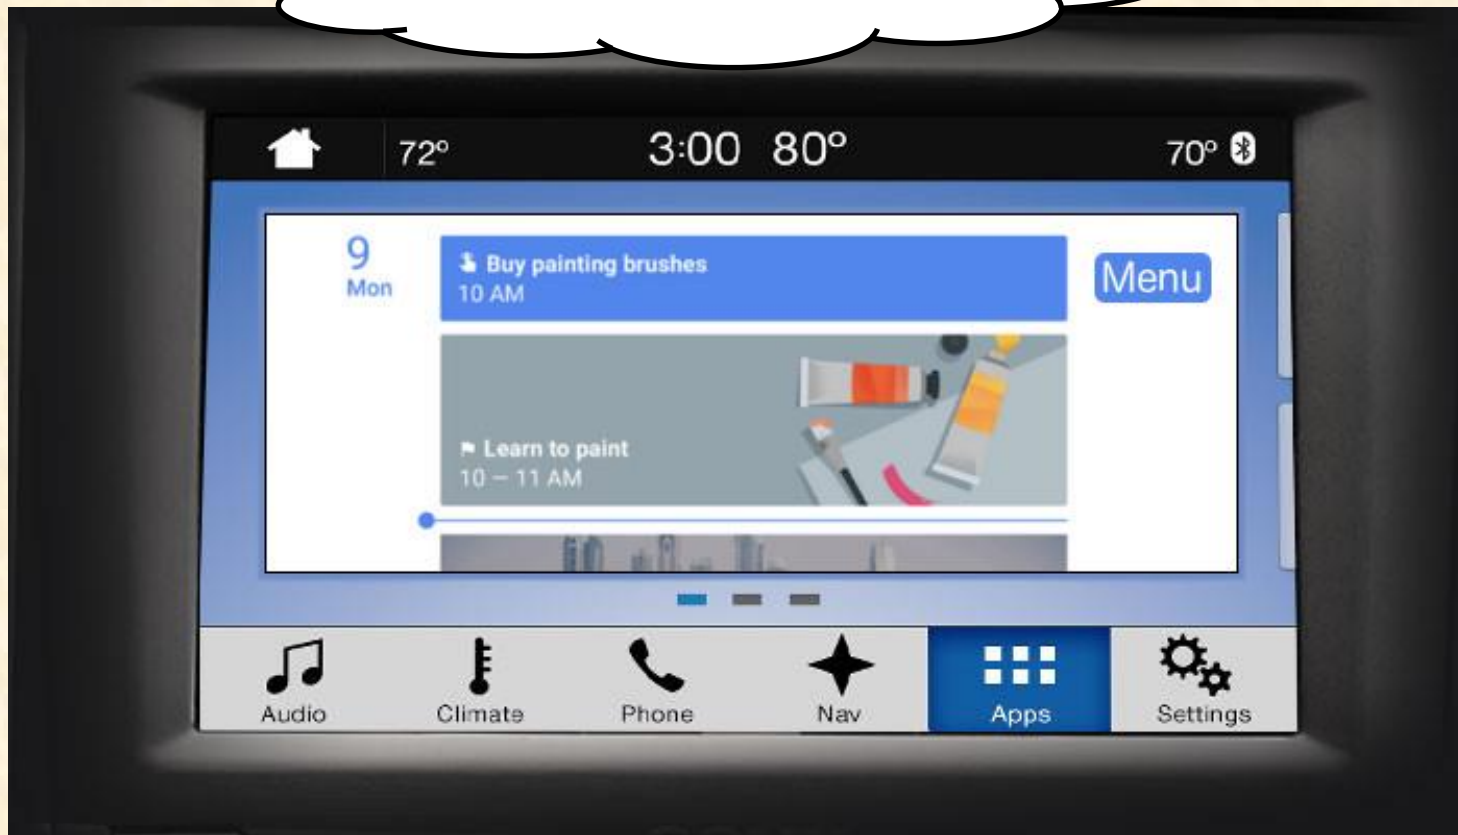 72° 3:00 80° 70°
9
Mon
Buy painting brushes
10 AM
Menu
Learn to paint
10 – 11 AM
Audio Climate Phone Nav Apps Settings